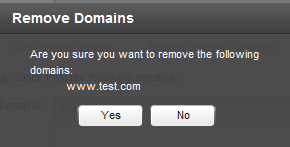 Remove Domains
Are you sure you want to remove the following
domains:
www.test.com
Yes No